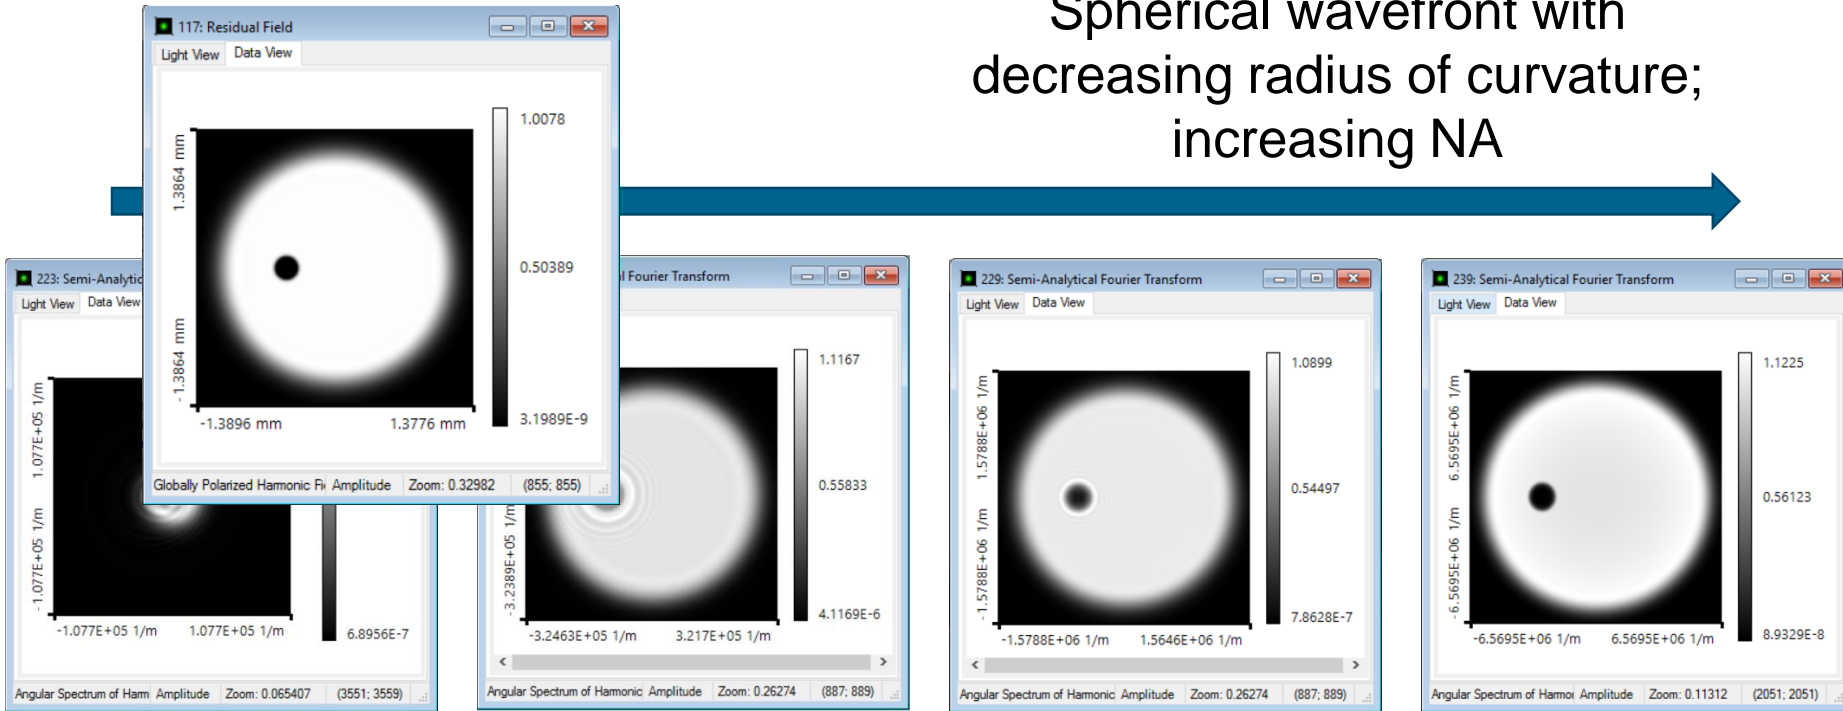 Spherical wavefront with
decreasing radius of curvature;
increasing NA
117: Residual Field
Light View Data View
1.0078
0.50389
3.1989E-9
1.3864 mm
-1.3864 mm
-1.3896 mm 1.3776 mm
Globally Polarized Harmonic Fi Amplitude Zoom: 0.32982 (855; 855)
223: Semi-Analytic
Light View Data View
1.077E+05 1/m
-1.077E+05 1/m
-1.077E+05 1/m 1.077E+05 1/m
6.8956E-7
Angular Spectrum of Harm Amplitude Zoom: 0.065407 (3551; 3559)
l Fourier Transform
1.1167
0.55833
4.1169E-6
1/m
-3.2389E+05 1/m
-3.2463E+05 1/m 3.217E+05 1/m
Angular Spectrum of Harmonic Amplitude Zoom: 0.26274 (887; 889)
229: Semi-Analytical Fourier Transform
Light View Data View
1.0899
0.54497
7.8628E-7
1.5788E+06 1/m
-1.5788E+06 1/m
-1.5788E+06 1/m 1.5646E+06 1/m
Angular Spectrum of Harmonic Amplitude Zoom: 0.26274 (887; 889)
239: Semi-Analytical Fourier Transform
Light View Data View
1.1225
0.56123
8.9329E-8
6.5695E+06 1/m
-6.5695E+06 1/m
-6.5695E+06 1/m 6.5695E+06 1/m
Angular Spectrum of Harmo Amplitude Zoom: 0.11312 (2051; 2051)